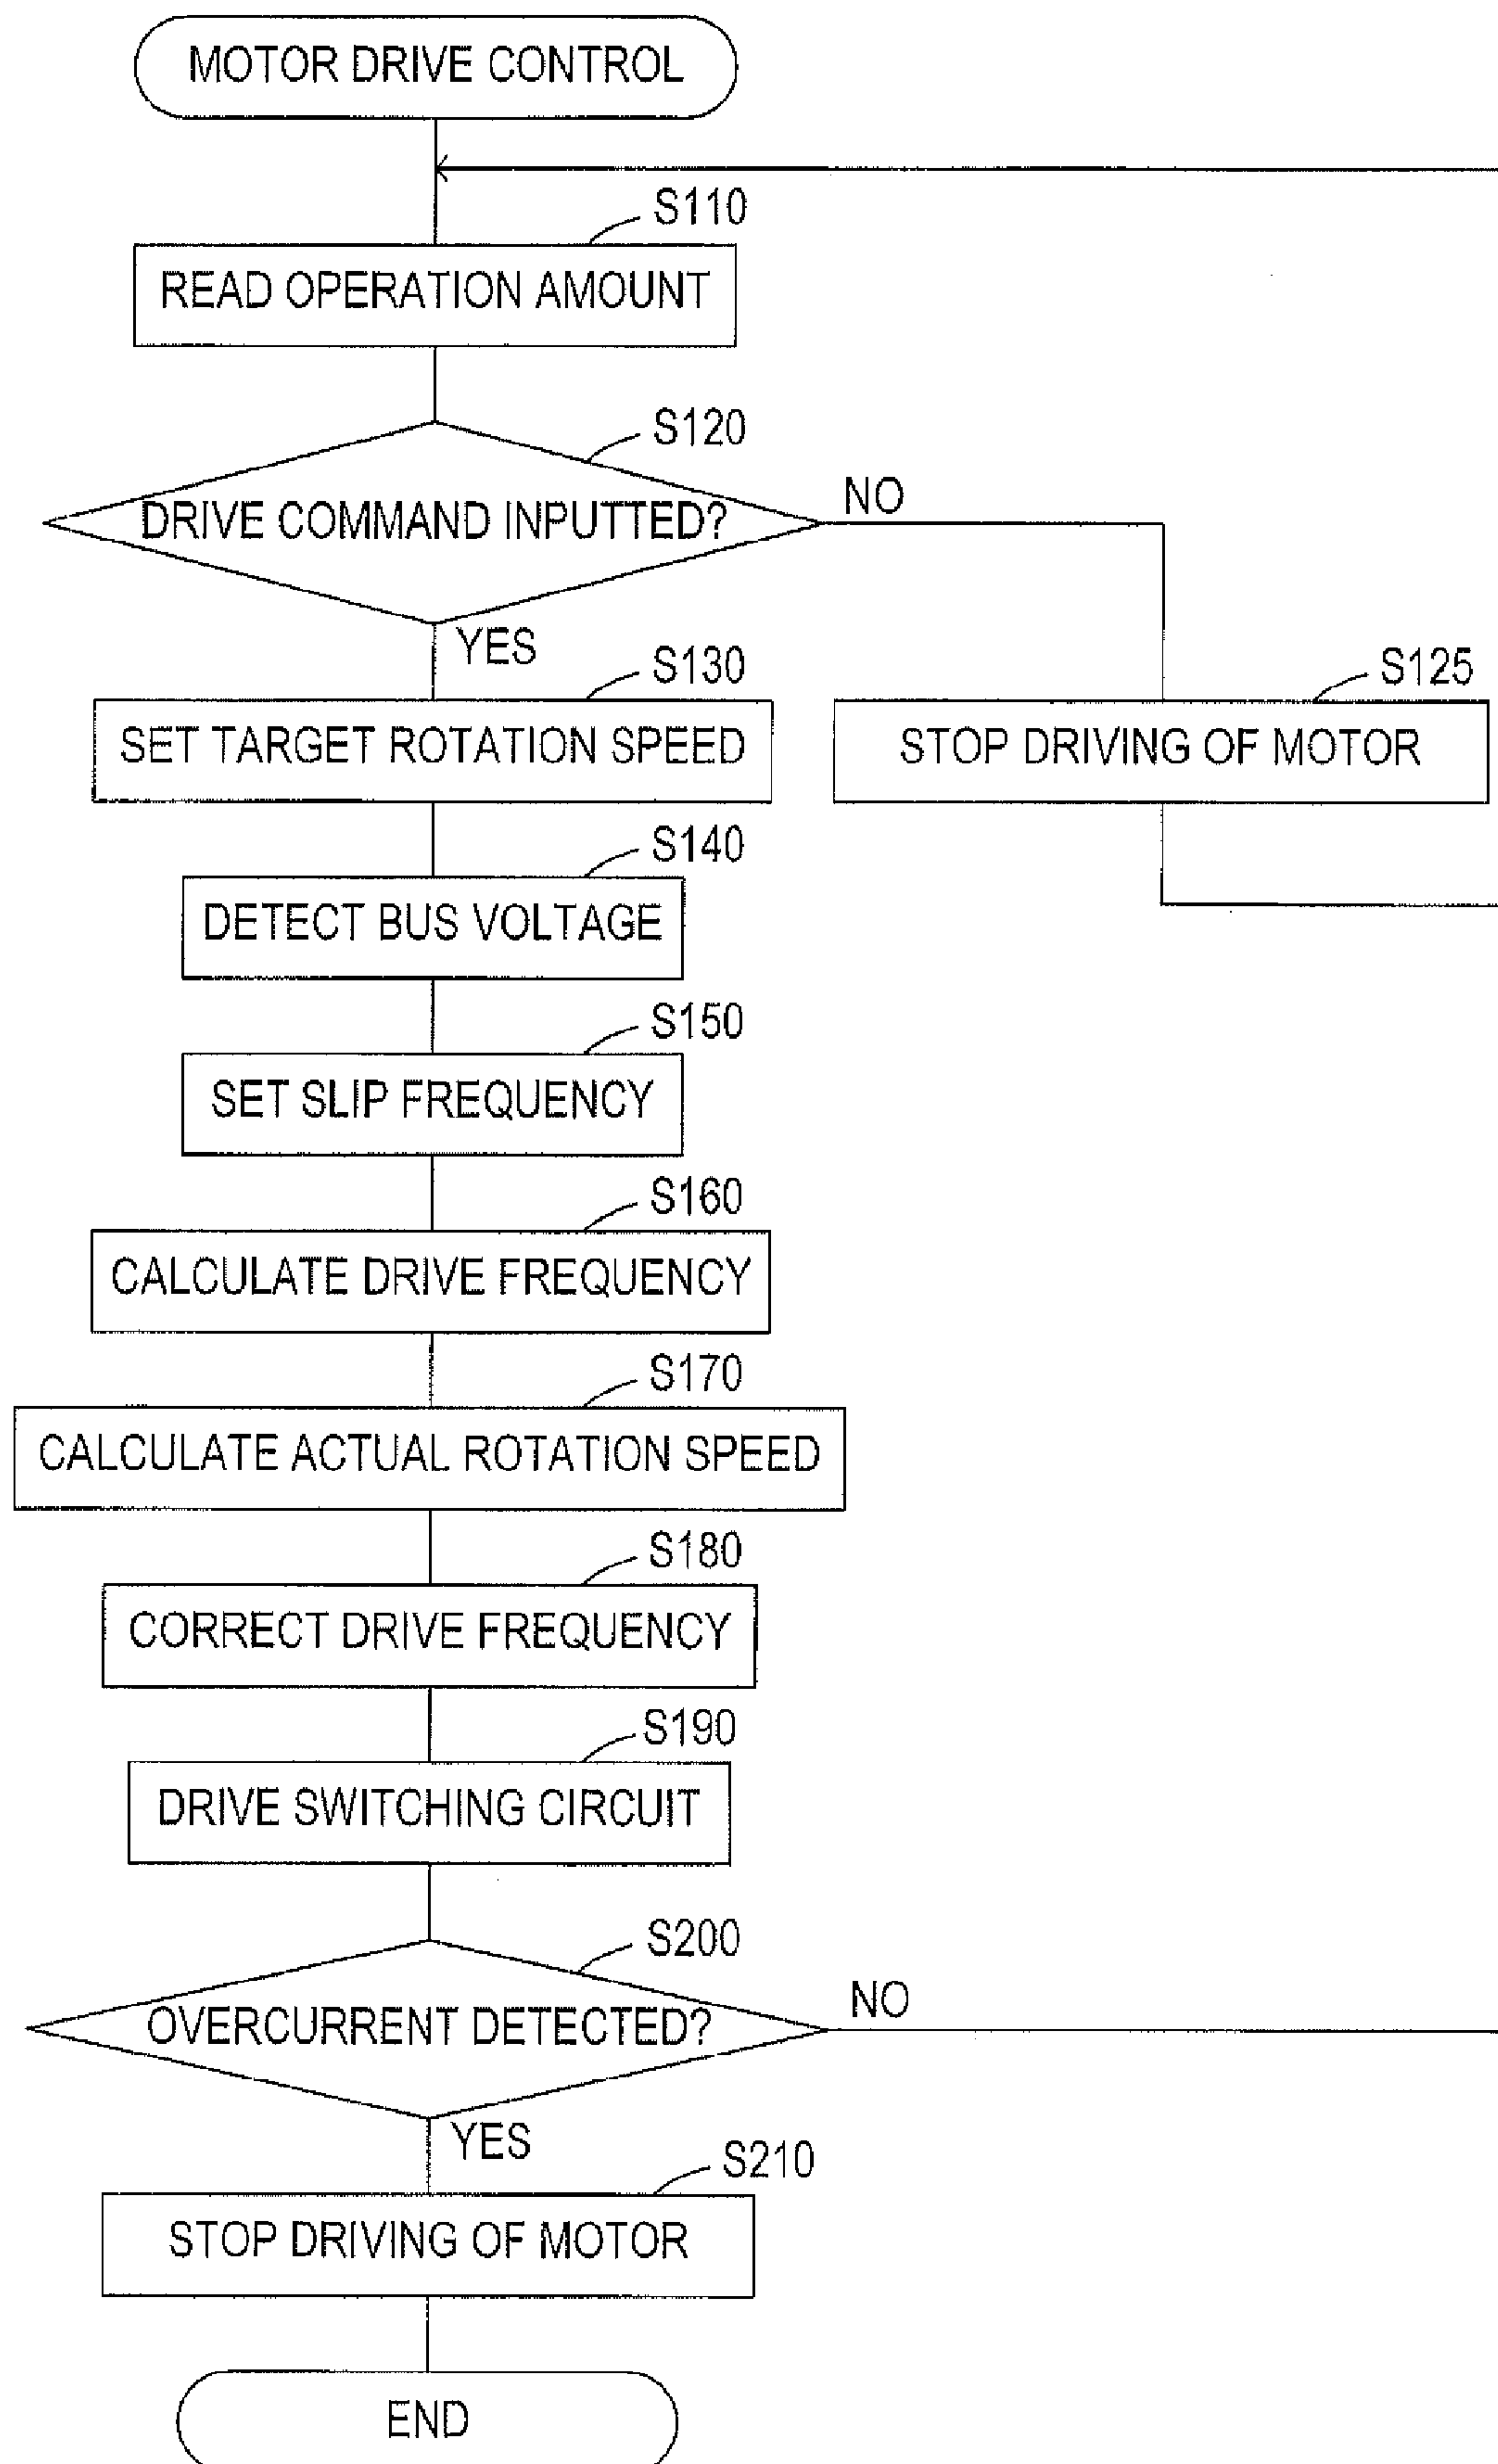 MOTOR DRIVE CONTROL
S110
READ OPERATION AMOUNT
S120
DRIVE COMMAND INPUTTED?
NO
YES
S130
SET TARGET ROTATION SPEED
S125
STOP DRIVING OF MOTOR
S140
DETECT BUS VOLTAGE
S150
SET SLIP FREQUENCY
S160
CALCULATE DRIVE FREQUENCY
S170
CALCULATE ACTUAL ROTATION SPEED
S180
CORRECT DRIVE FREQUENCY
S190
DRIVE SWITCHING CIRCUIT
S200
OVERCURRENT DETECTED?
NO
YES
S210
STOP DRIVING OF MOTOR
END